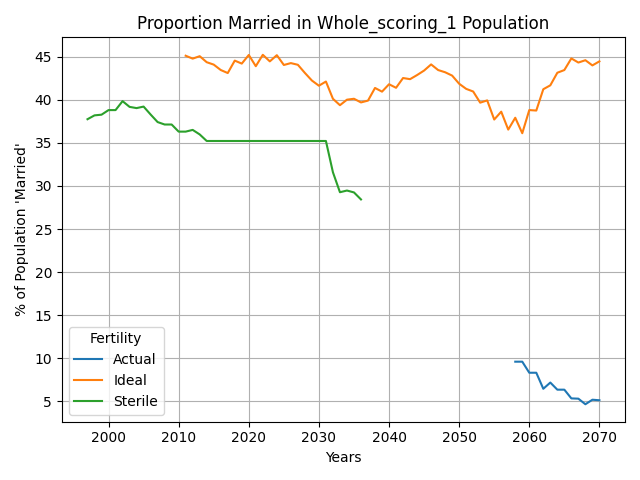 Proportion Married in Whole_scoring_1 Population
% of Population 'Married'
45
40
35
30
25
20
15
10
5
Fertility
Actual
Ideal
Sterile
2000 2010 2020 2030 2040 2050 2060 2070
Years